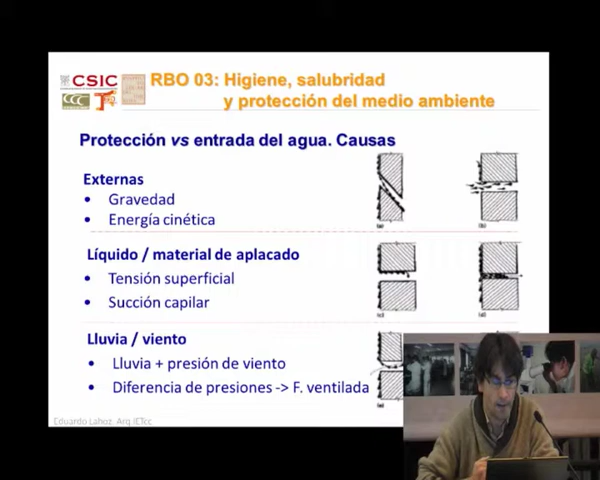 CSIC
RBO 03: Higiene, salubridad
y protección del medio ambiente
Protección vs entrada del agua. Causas
Externas
• Gravedad
• Energía cinética
(a)
(b)
Líquido / material de aplacado
• Tensión superficial
• Succión capilar
(c)
(d)
Lluvia / viento
• Lluvia + presión de viento
• Diferencia de presiones -> F. ventilada
(e)
Eduardo Lahoz, Arq. IETcc